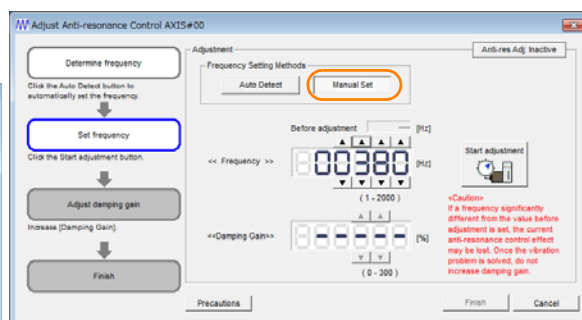 Adjust Anti-resonance Control AXIS#00
Determine frequency
Click the Auto Detect button to
automatically set the frequency.
Set frequency
Click the Start adjustment button.
Adjust damping gain
Increase [Damping Gain].
Finish
Adjustment
Anti-res Adj: Inactive
Frequency Setting Methods
Auto Detect
Manual Set
Before adjustment --- [Hz]
<< Frequency >> 00380 [Hz]
(1 - 2000)
<<Damping Gain>> ----- [%]
(0 - 300)
Start adjustment
<Caution>
If a frequency significantly
different from the value before
adjustment is set, the current
anti-resonance control effect
may be lost. Once the vibration
problem is solved, do not
increase damping gain.
Precautions
Finish
Cancel